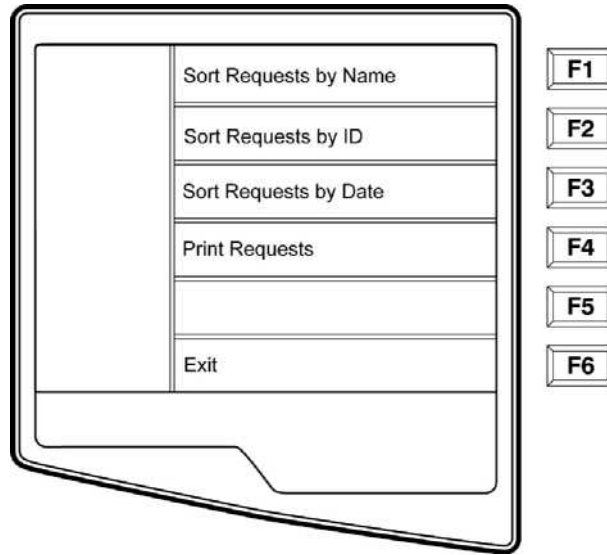 Sort Requests by Name
F1
Sort Requests by ID
F2
Sort Requests by Date
F3
Print Requests
F4
F5
Exit
F6